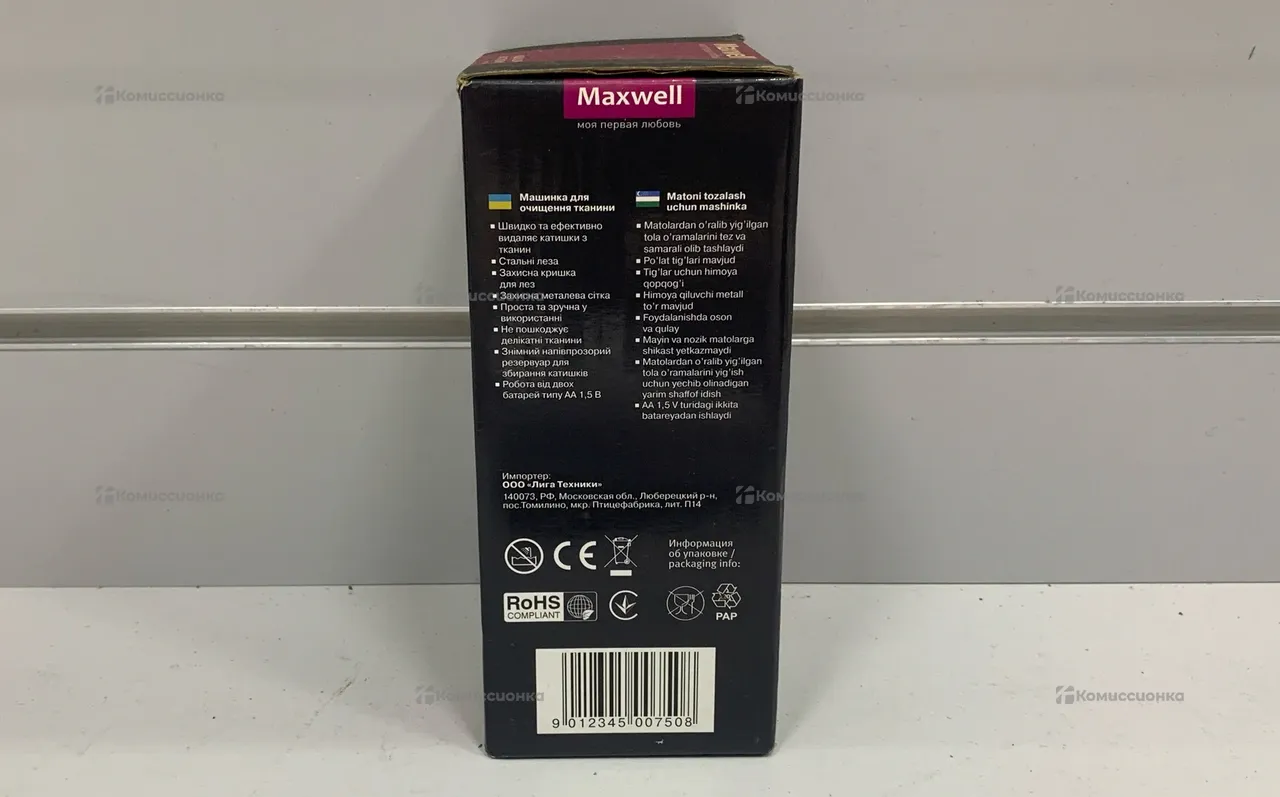 Maxwell
моя первая любовь
Машинка для
очищення тканини
▪ Швидко та ефективно
видаляє катишки з
тканин
▪ Стальні леза
▪ Захисна кришка
для лез
▪ Захисна металева сітка
▪ Проста та зручна у
використанні
▪ Не пошкоджує
делікатні тканини
▪ Знімний напівпрозорий
резервуар для
збирання катишків
▪ Робота від двох
батарей типу АА 1,5 В
Matoni tozalash
uchun mashinka
▪ Matolardan o'ralib yig'ilgan
tola o'ramalarini tez va
samarali olib tashlaydi
▪ Po'lat tig'lari mavjud
▪ Tig'lar uchun himoya
qopqog'i
▪ Himoya qiluvchi metall
to'r mavjud
▪ Foydalanishda oson
va qulay
▪ Mayin va nozik matolarga
shikast yetkazmaydi
▪ Matolardan o'ralib yig'ilgan
tola o'ramalarini yig'ish
uchun yechib olinadigan
yarim shaffof idish
▪ AA 1,5 V turidagi ikkita
batareyadan ishlaydi
Импортер:
ООО «Лига Техники»
140073, РФ, Московская обл., Люберецкий р-н,
пос.Томилино, мкр. Птицефабрика, лит. П14
CE
Информация
об упаковке /
packaging info:
RoHS
COMPLIANT
PAP
9 012345 007508
Комиссионка
Комиссионка
Комиссионка
Комиссионка
Комиссионка
Комиссионка